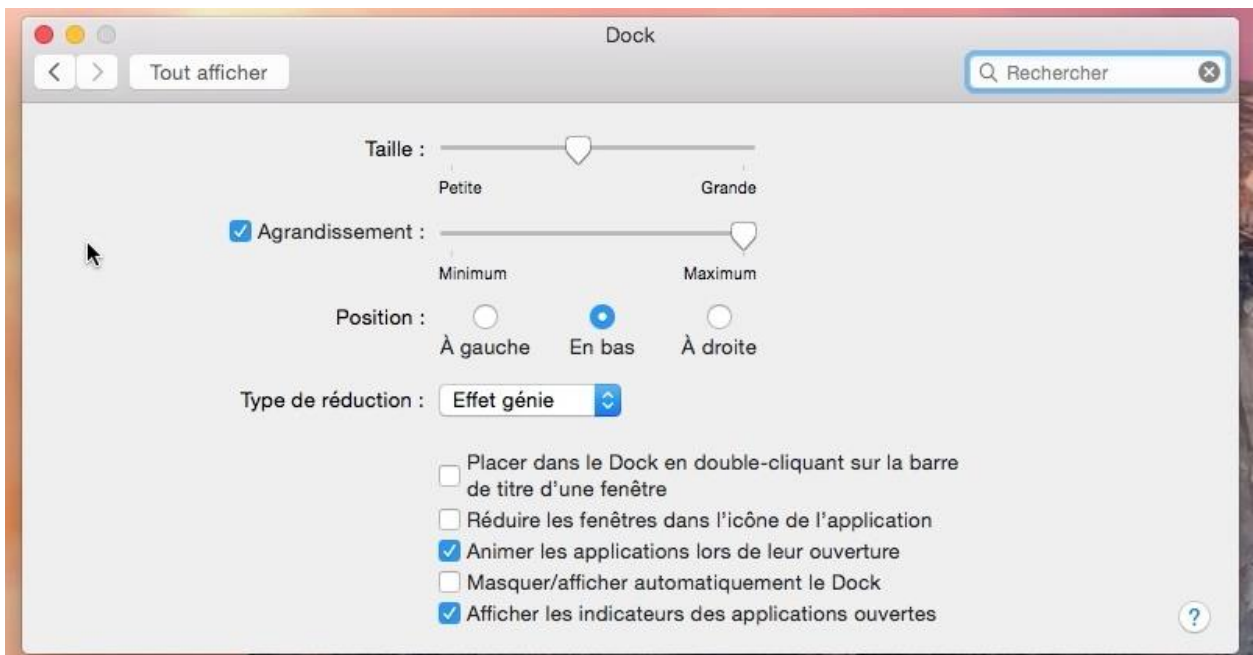 Dock
Tout afficher
Rechercher
Taille :
Petite Grande
Agrandissement :
Minimum Maximum
Position :
À gauche En bas À droite
Type de réduction : Effet génie
Placer dans le Dock en double-cliquant sur la barre
de titre d’une fenêtre
Réduire les fenêtres dans l’icône de l’application
Animer les applications lors de leur ouverture
Masquer/afficher automatiquement le Dock
Afficher les indicateurs des applications ouvertes
?